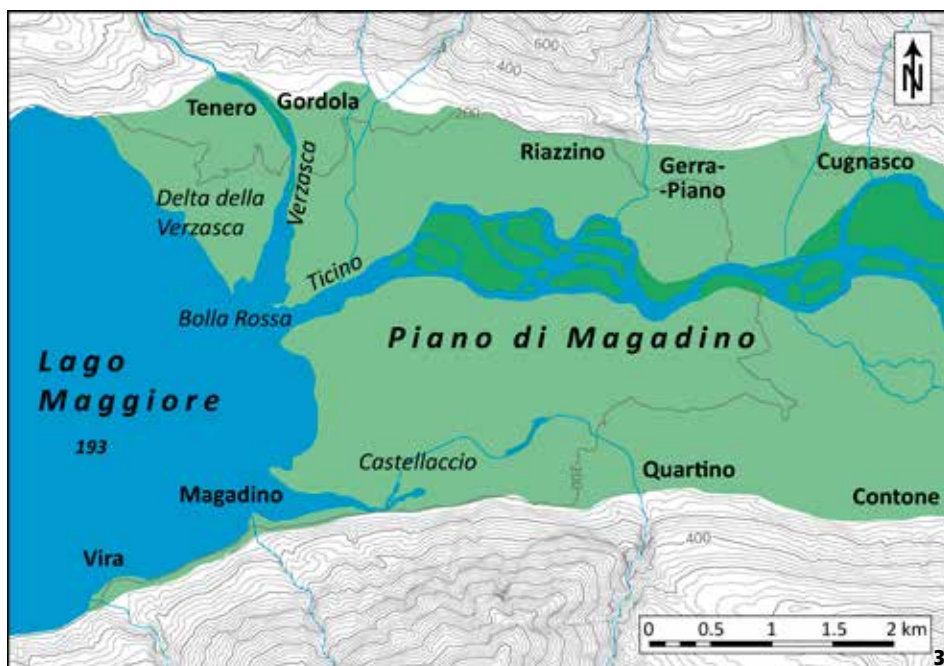 N
600
400
200
Tenero
Gordola
Riazzino
Gerra-
-Piano
Cugnasco
Delta della
Verzasca
Verzasca
Ticino
Bolla Rossa
Piano di Magadino
Lago
Maggiore
193
Castellaccio
Magadino
Quartino
200
Contone
Vira
400
0 0.5 1 1.5 2 km
3